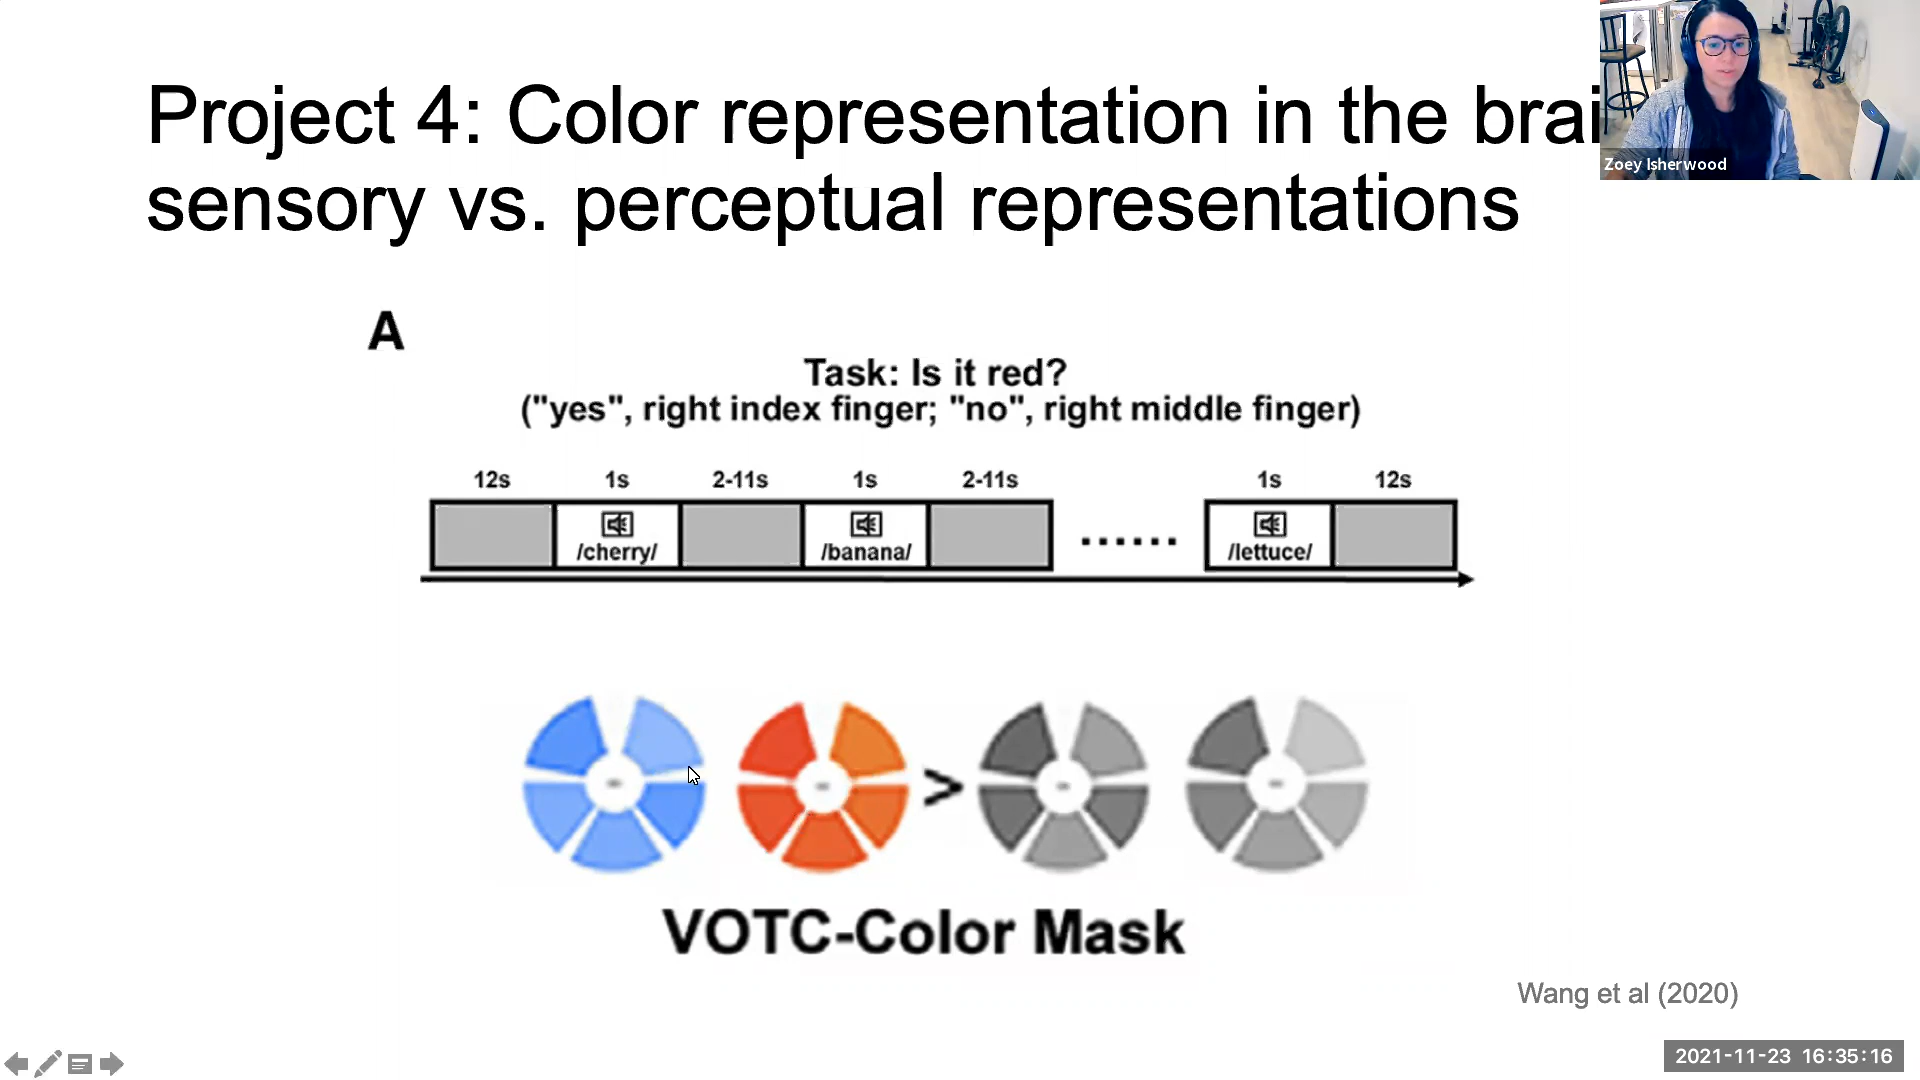 Project 4: Color representation in the brai
sensory vs. perceptual representations
Zoey Isherwood
A
Task: Is it red?
("yes", right index finger; "no", right middle finger)
12s 1s 2-11s 1s 2-11s 1s 12s
/cherry/ /banana/ ...... /lettuce/
>
VOTC-Color Mask
Wang et al (2020)
2021-11-23 16:35:16